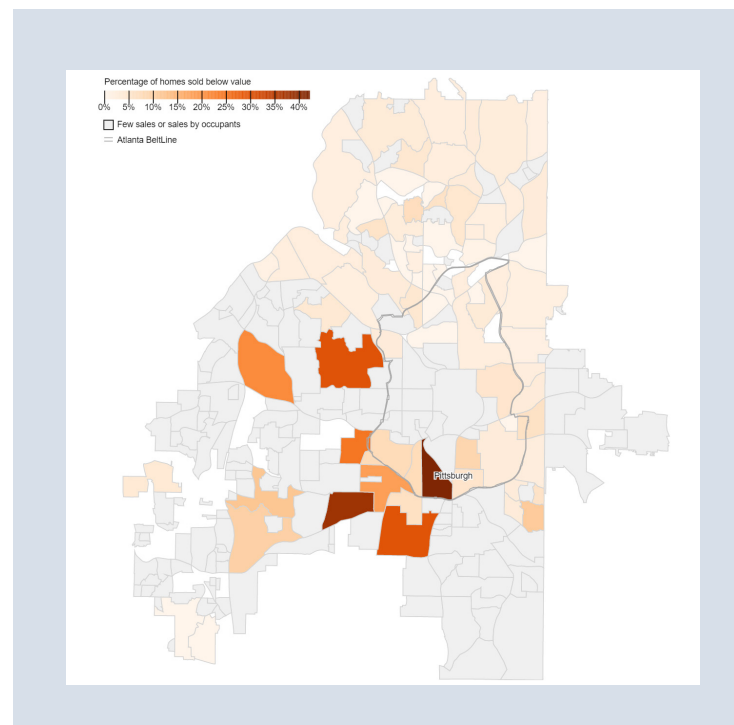 Percentage of homes sold below value
0% 5% 10% 15% 20% 25% 30% 35% 40%
Few sales or sales by occupants
Atlanta BeltLine
Pittsburgh